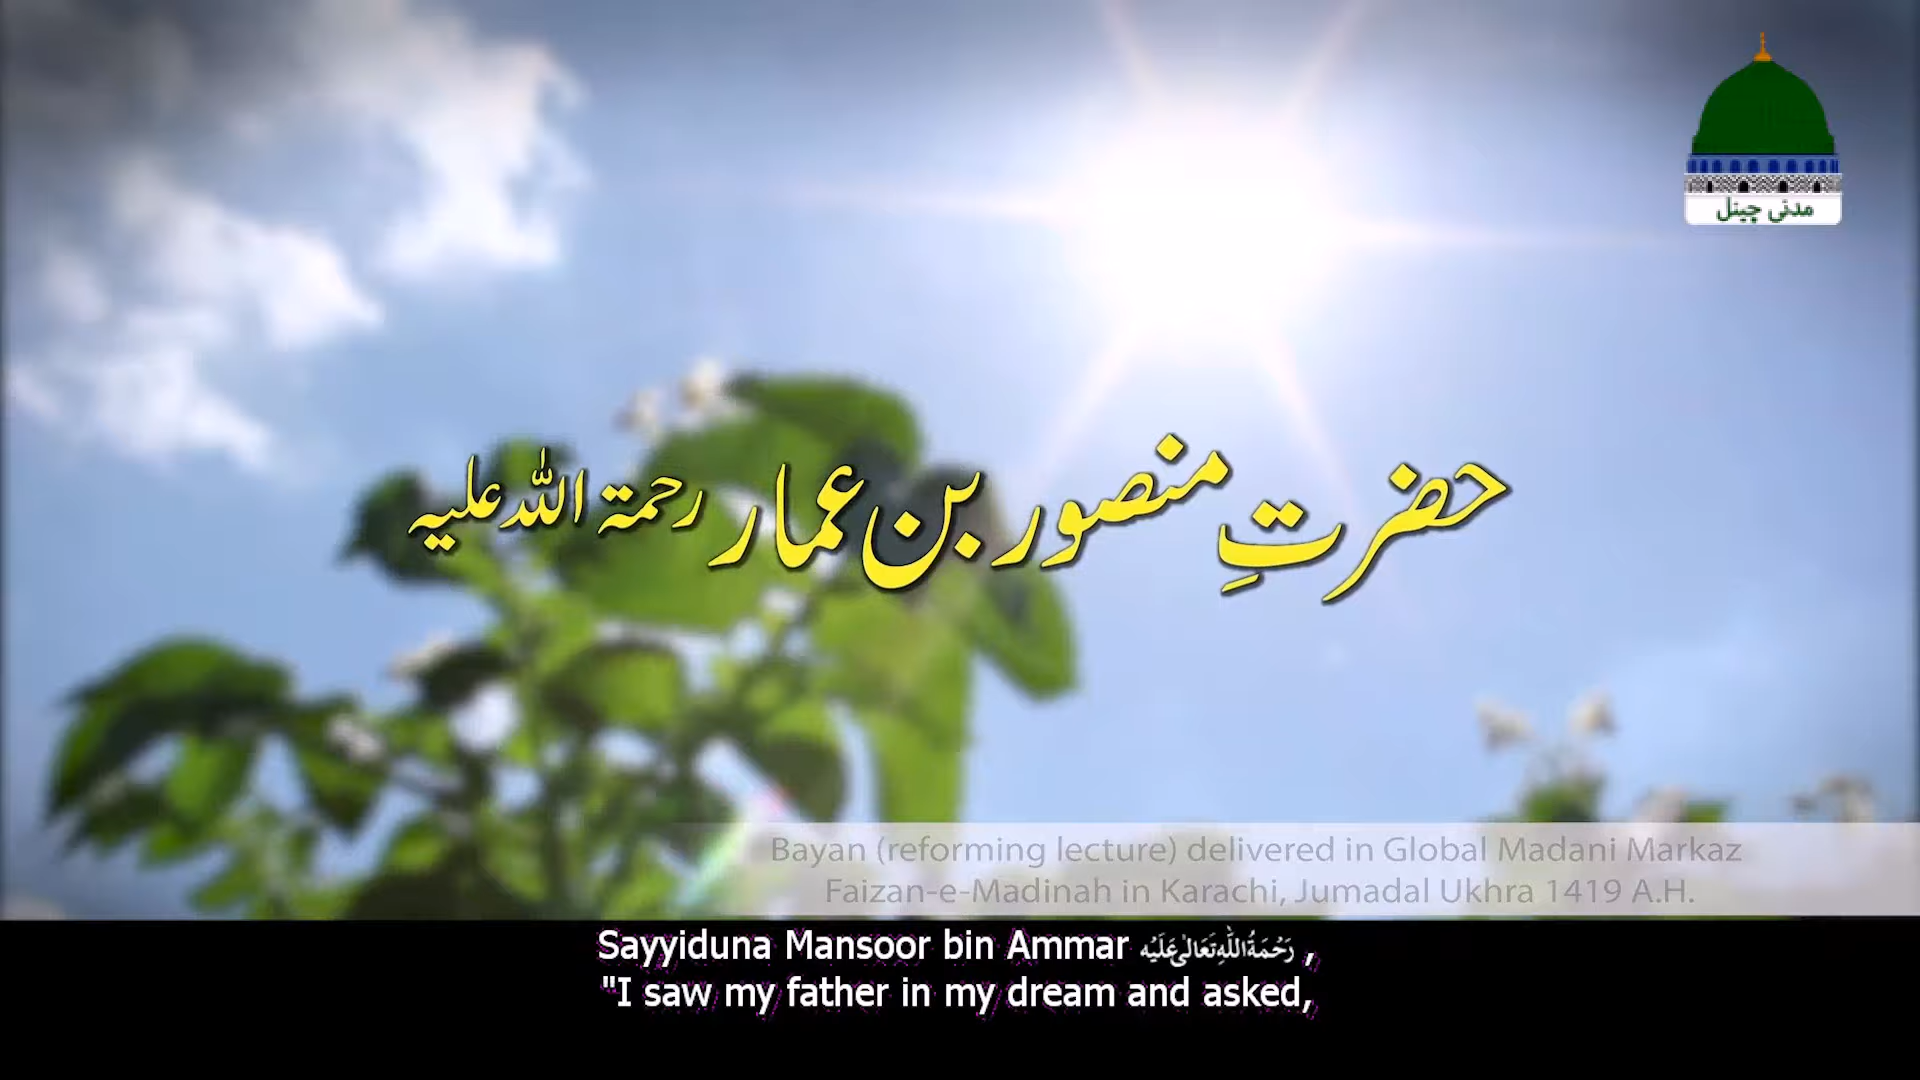 مدنی چینل
حضرتِ منصور بن عمار رحمۃ اللہ علیہ
Bayan (reforming lecture) delivered in Global Madani Markaz
Faizan-e-Madinah in Karachi, Jumadal Ukhra 1419 A.H.
Sayyiduna Mansoor bin Ammar رَحْمَةُ اللّٰهِ تَعَالٰى عَلَيْه ,
"I saw my father in my dream and asked,